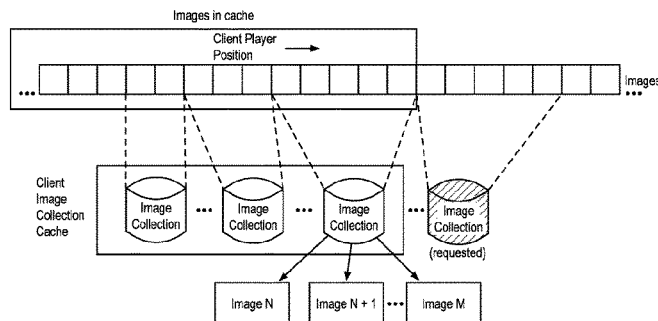 Images in cache
Client Player
Position
Images
Client
Image
Collection
Cache
Image
Collection
Image
Collection
Image
Collection
Image
Collection
(requested)
Image N
Image N + 1
Image M